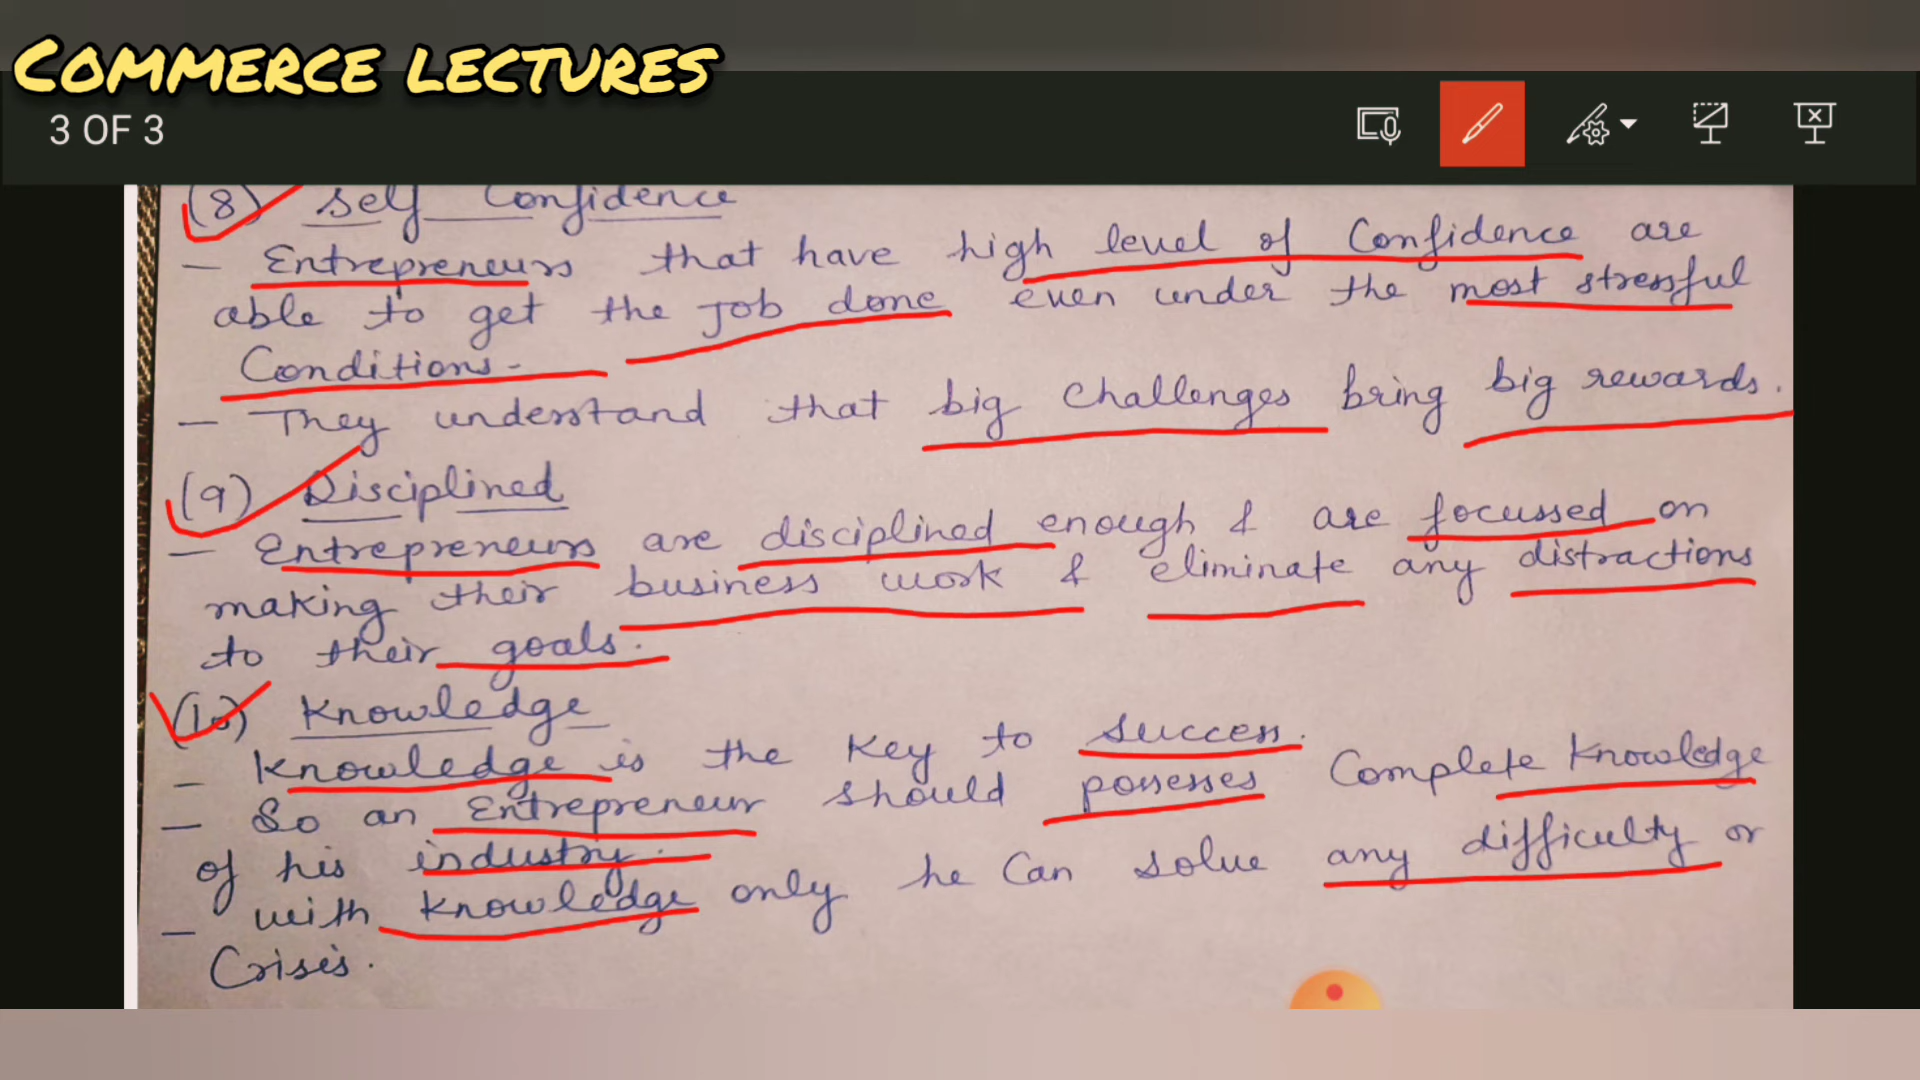 COMMERCE LECTURES
3 OF 3
(8) Self Confidence
- Entrepreneurs that have high level of Confidence are
able to get the Job done even under the most stressful
Conditions-
- They understand that big Challenges bring big rewards.
(9) Disciplined
- Entrepreneurs are disciplined enough & are focussed on
making their business work & eliminate any distractions
to their goals.
(10) Knowledge
- Knowledge is the Key to success.
- So an Entrepreneur should possesses Complete Knowledge
of his industry.
- with Knowledge only he Can solve any difficulty or
Crisis.